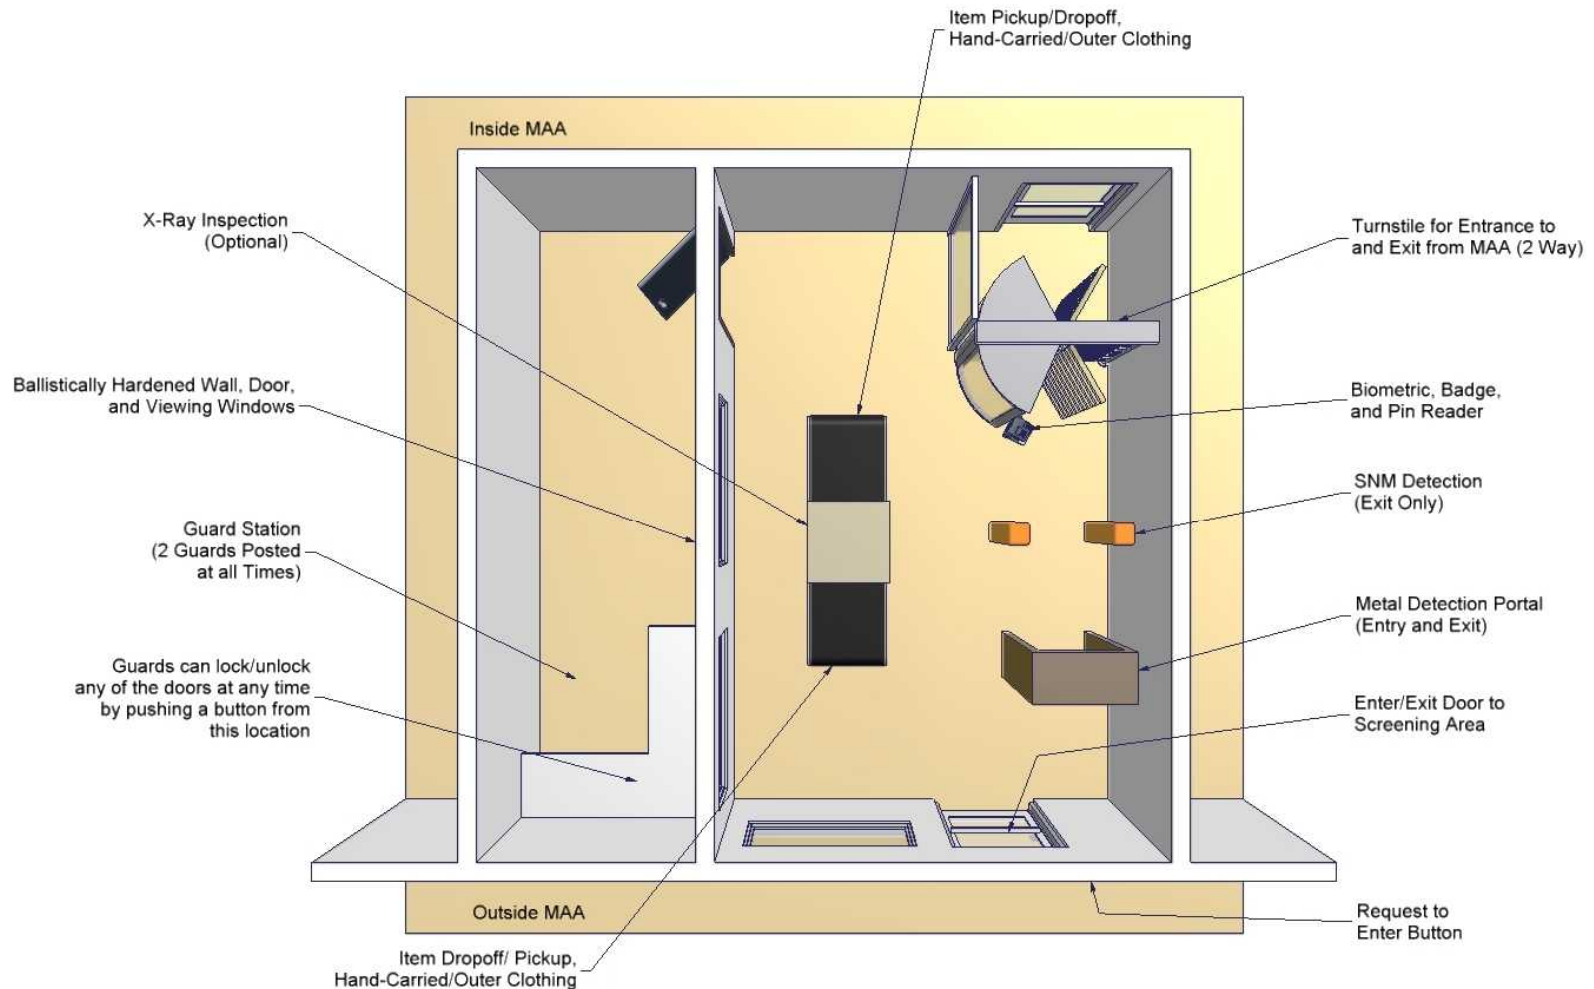 Item Pickup/Dropoff,
Hand-Carried/Outer Clothing
Inside MAA
X-Ray Inspection
(Optional)
Turnstile for Entrance to
and Exit from MAA (2 Way)
Ballistically Hardened Wall, Door,
and Viewing Windows
Biometric, Badge,
and Pin Reader
SNM Detection
(Exit Only)
Guard Station
(2 Guards Posted
at all Times)
Metal Detection Portal
(Entry and Exit)
Guards can lock/unlock
any of the doors at any time
by pushing a button from
this location
Enter/Exit Door to
Screening Area
Outside MAA
Request to
Enter Button
Item Dropoff/ Pickup,
Hand-Carried/Outer Clothing